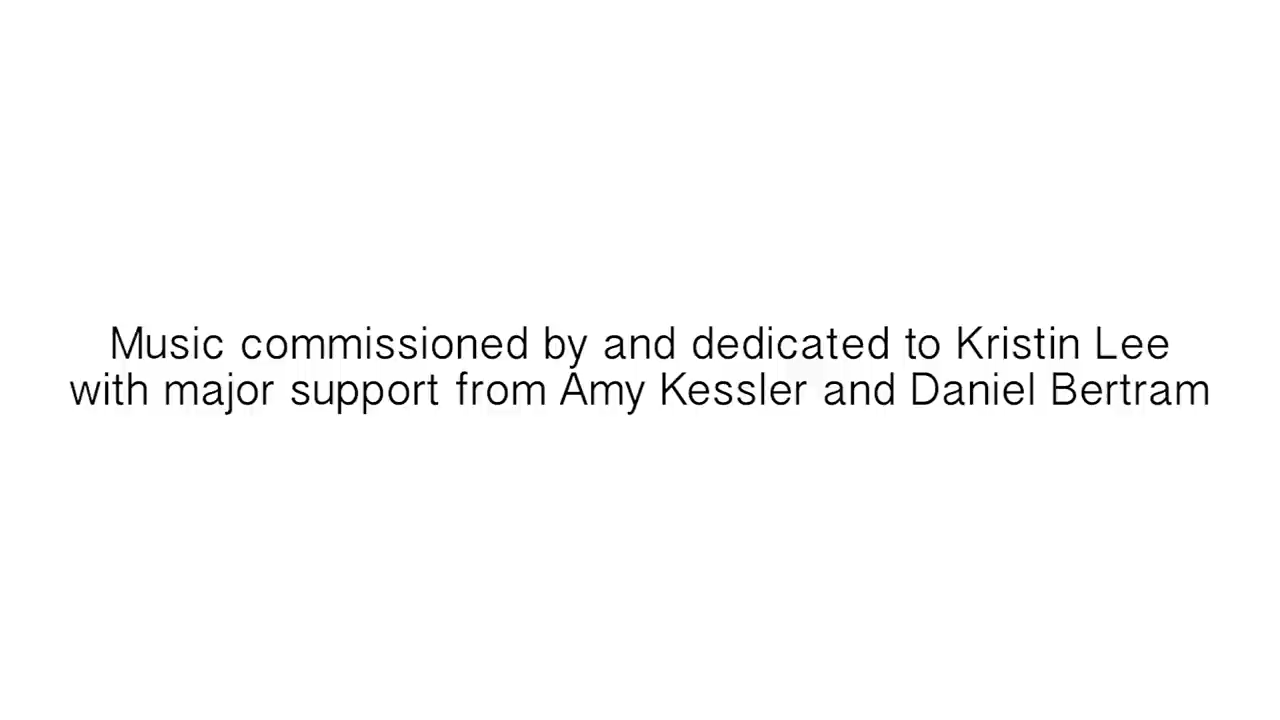 Music commissioned by and dedicated to Kristin Lee
with major support from Amy Kessler and Daniel Bertram